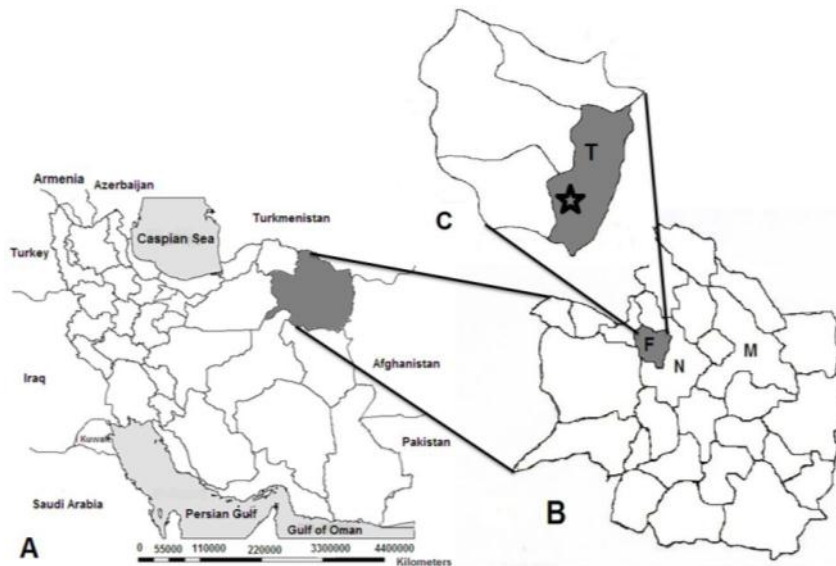 T
C
Armenia
Azerbaijan
Turkmenistan
Turkey
Caspian Sea
F
M
N
Afghanistan
Iraq
Kuwait
Pakistan
Saudi Arabia
Persian Gulf
B
Gulf of Oman
A
0 55000 110000 220000 3300000 4400000
Kilometers